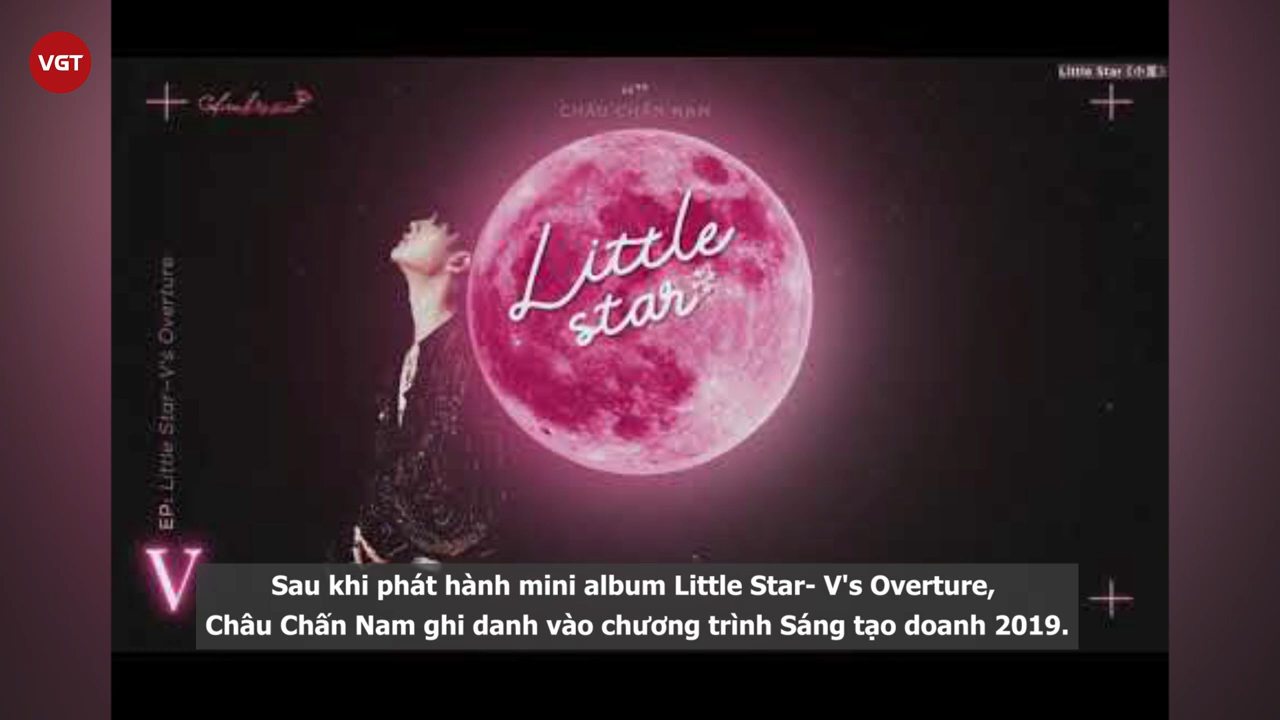 VGT
Little Star
CHÂU CHẤN NAM
Little
star
EP: Little Star-V's Overture
V
Sau khi phát hành mini album Little Star- V's Overture,
Châu Chấn Nam ghi danh vào chương trình Sáng tạo doanh 2019.